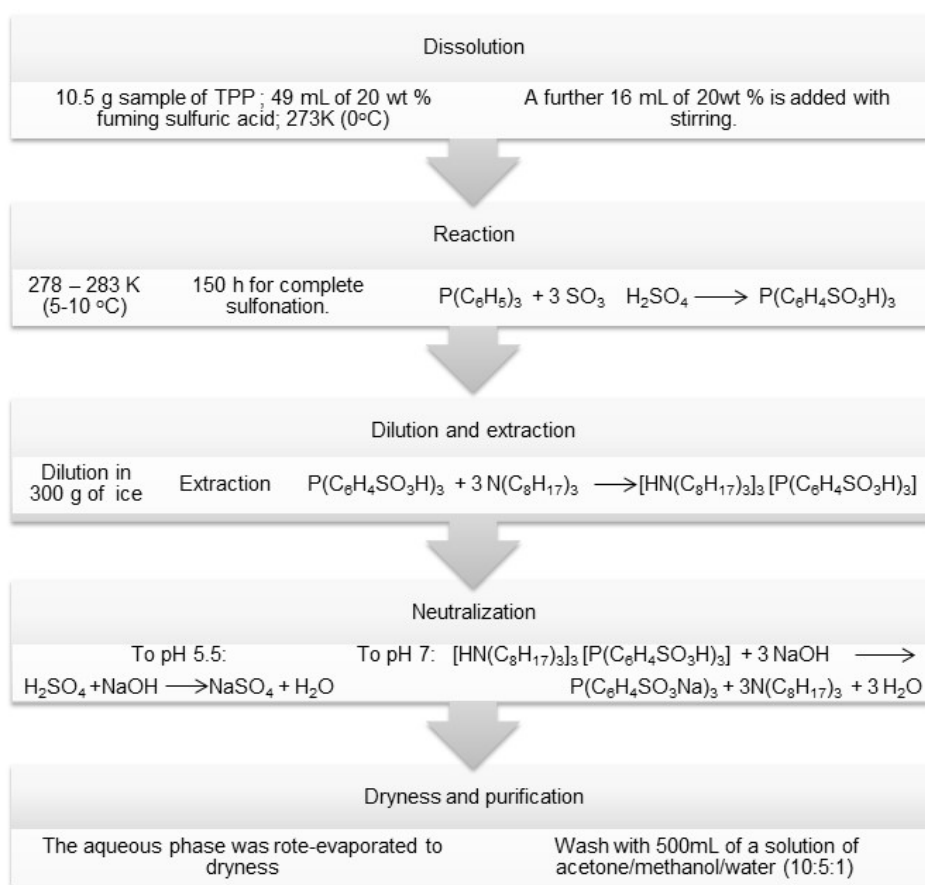 Dissolution
10.5 g sample of TPP ; 49 mL of 20 wt %
fuming sulfuric acid; 273K (0°C)
A further 16 mL of 20wt % is added with
stirring.
Reaction
278 – 283 K
(5-10 °C)
150 h for complete
sulfonation.
P(C₆H₅)₃ + 3 SO₃ H₂SO₄ ⟶ P(C₆H₄SO₃H)₃
Dilution and extraction
Dilution in
300 g of ice
Extraction
P(C₆H₄SO₃H)₃ + 3 N(C₈H₁₇)₃ ⟶[HN(C₈H₁₇)₃]₃ [P(C₆H₄SO₃H)₃]
Neutralization
To pH 5.5:
H₂SO₄ +NaOH ⟶NaSO₄ + H₂O
To pH 7: [HN(C₈H₁₇)₃]₃ [P(C₆H₄SO₃H)₃] + 3 NaOH ⟶
P(C₆H₄SO₃Na)₃ + 3N(C₈H₁₇)₃ + 3 H₂O
Dryness and purification
The aqueous phase was rote-evaporated to
dryness
Wash with 500mL of a solution of
acetone/methanol/water (10:5:1)